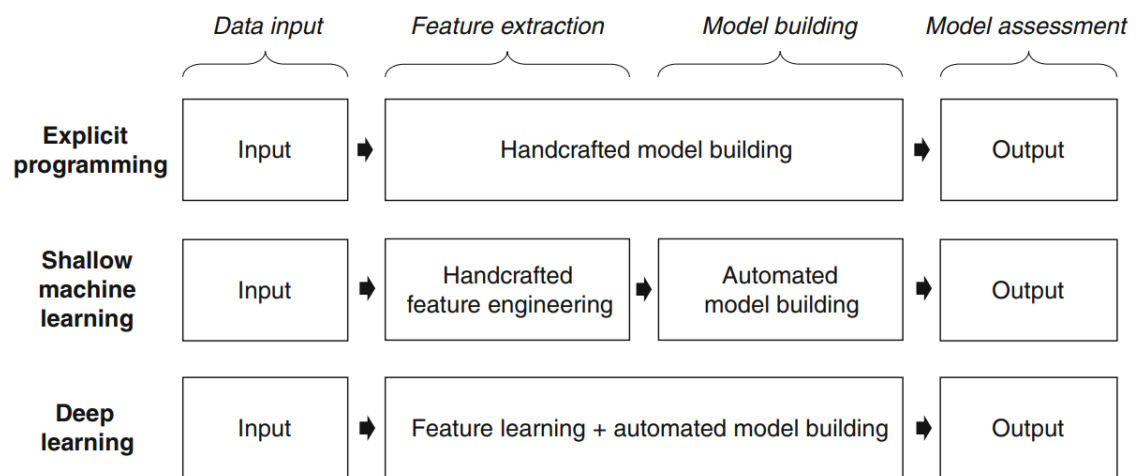 Data input
Feature extraction
Model building
Model assessment
Explicit
programming
Input
Handcrafted model building
Output
Shallow
machine
learning
Input
Handcrafted
feature engineering
Automated
model building
Output
Deep
learning
Input
Feature learning + automated model building
Output